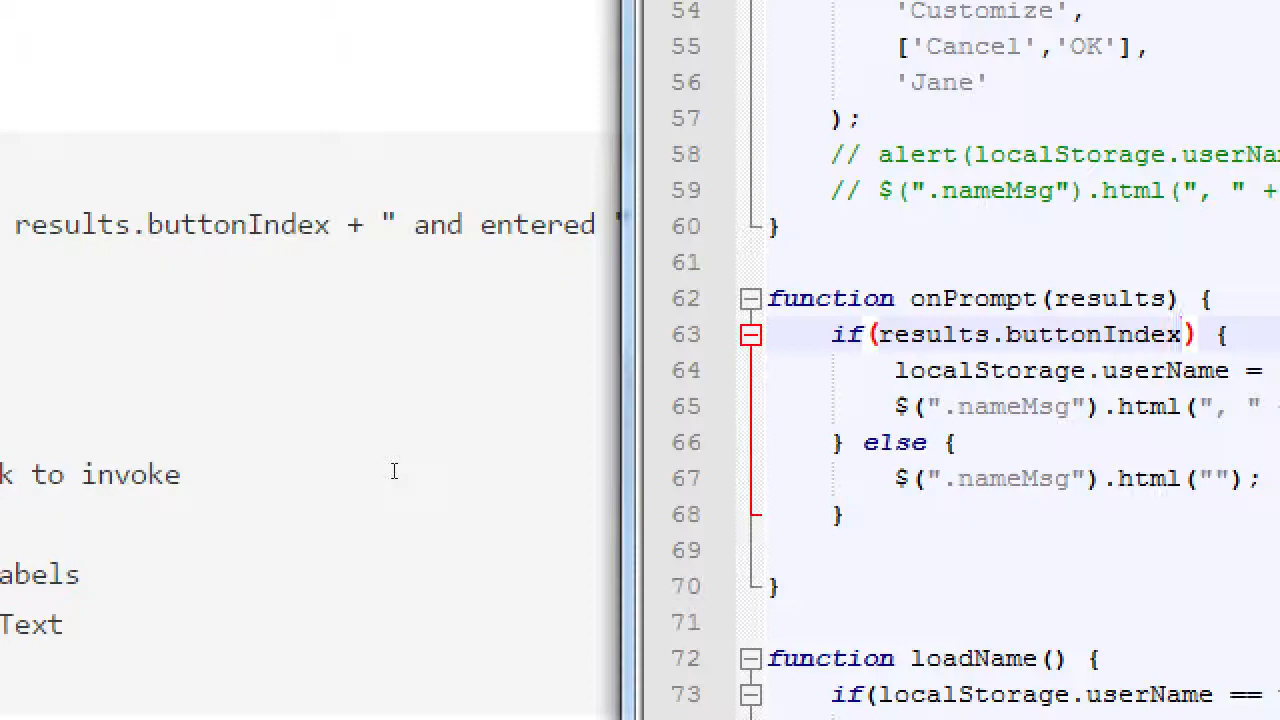 results.buttonIndex + " and entered "
k to invoke
abels
Text
54 'Customize',
55 ['Cancel','OK'],
56 'Jane'
57 );
58 // alert(localStorage.userNa
59 // $(".nameMsg").html(", " +
60 }
61
62 function onPrompt(results) {
63 if(results.buttonIndex) {
64 localStorage.userName =
65 $(".nameMsg").html(", "
66 } else {
67 $(".nameMsg").html("");
68 }
69
70 }
71
72 function loadName() {
73 if(localStorage.userName ==